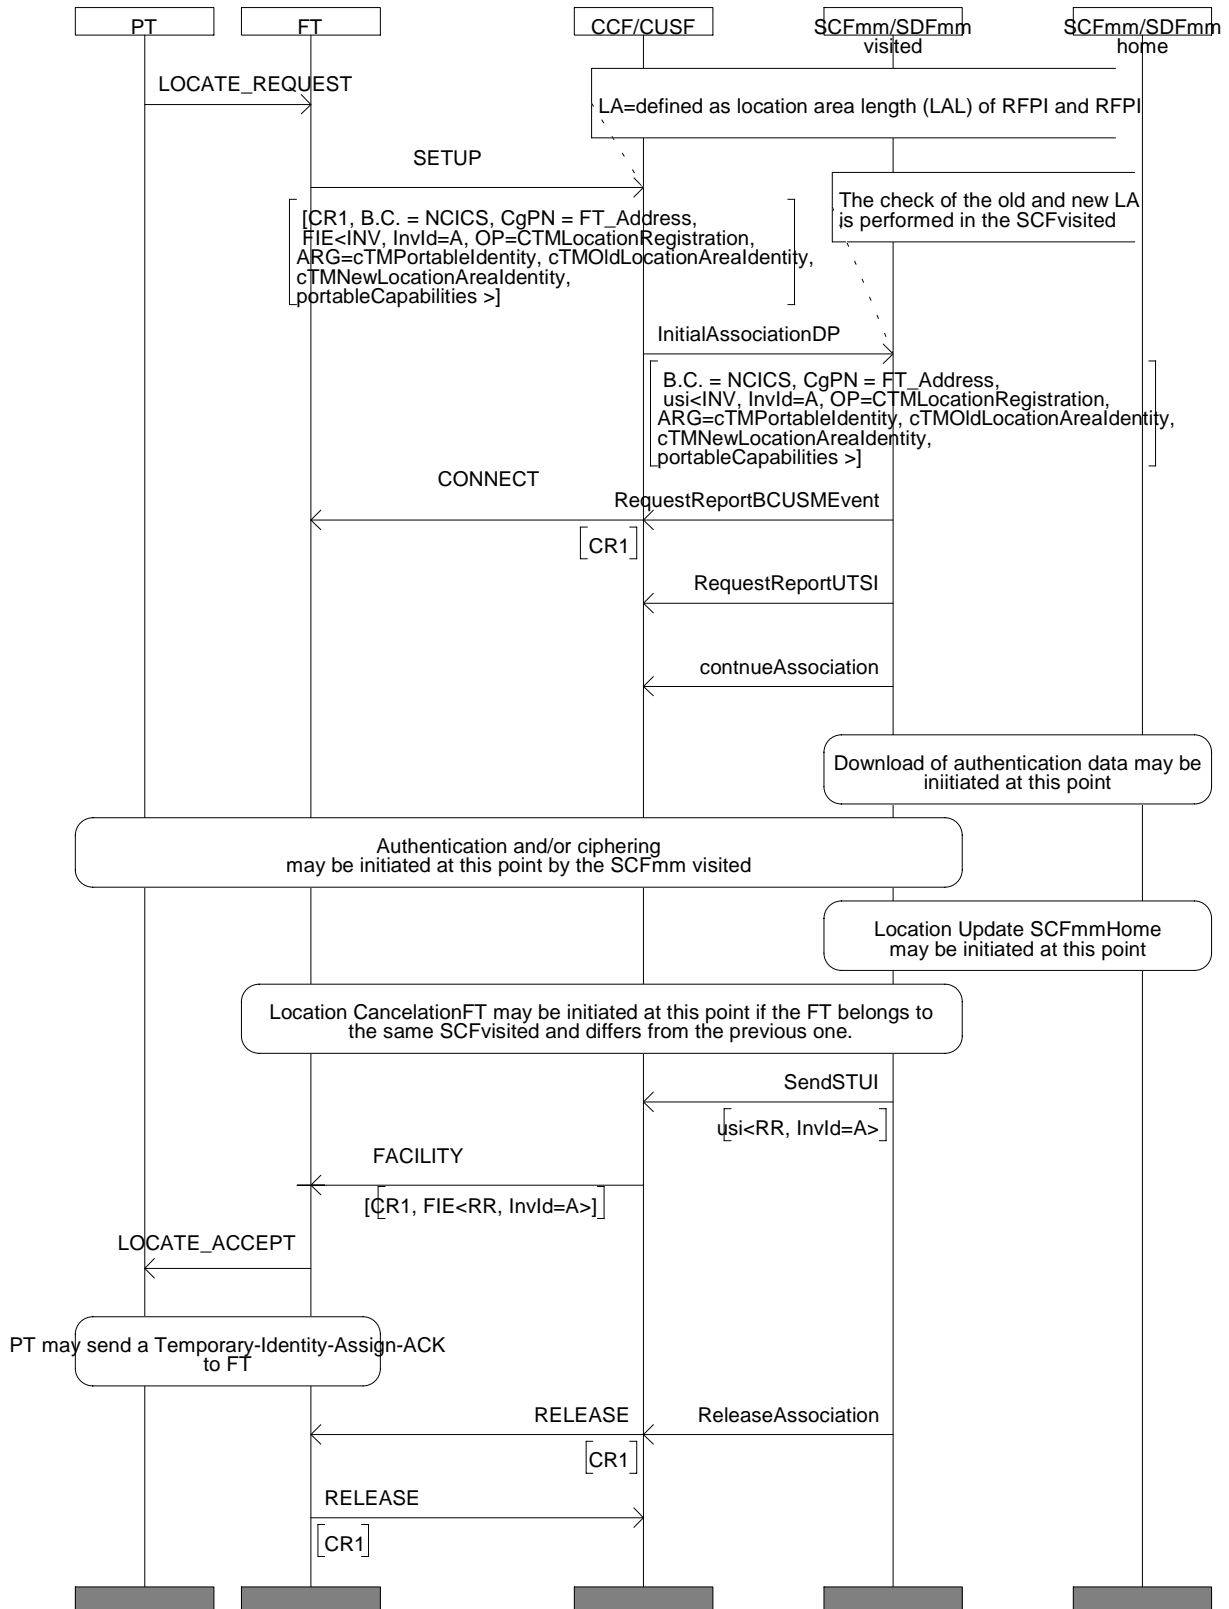 PT
FT
CCF/CUSF
SCFmm/SDFmm
visited
SCFmm/SDFmm
home
LOCATE_REQUEST
LA=defined as location area length (LAL) of RFPI and RFPI
SETUP
The check of the old and new LA
is performed in the SCFvisited
[CR1, B.C. = NCICS, CgPN = FT_Address,
FIE<INV, InvId=A, OP=CTMLocationRegistration,
ARG=cTMPortableIdentity, cTMOldLocationAreaIdentity,
cTMNewLocationAreaIdentity,
portableCapabilities >]
InitialAssociationDP
B.C. = NCICS, CgPN = FT_Address,
usi<INV, InvId=A, OP=CTMLocationRegistration,
ARG=cTMPortableIdentity, cTMOldLocationAreaIdentity,
cTMNewLocationAreaIdentity,
portableCapabilities >]
CONNECT
RequestReportBCUSMEvent
CR1
RequestReportUTSI
contnueAssociation
Download of authentication data may be
iniitiated at this point
Authentication and/or ciphering
may be initiated at this point by the SCFmm visited
Location Update SCFmmHome
may be initiated at this point
Location CancelationFT may be initiated at this point if the FT belongs to
the same SCFvisited and differs from the previous one.
SendSTUI
usi<RR, InvId=A>
FACILITY
[CR1, FIE<RR, InvId=A>]
LOCATE_ACCEPT
PT may send a Temporary-Identity-Assign-ACK
to FT
RELEASE
ReleaseAssociation
CR1
RELEASE
CR1